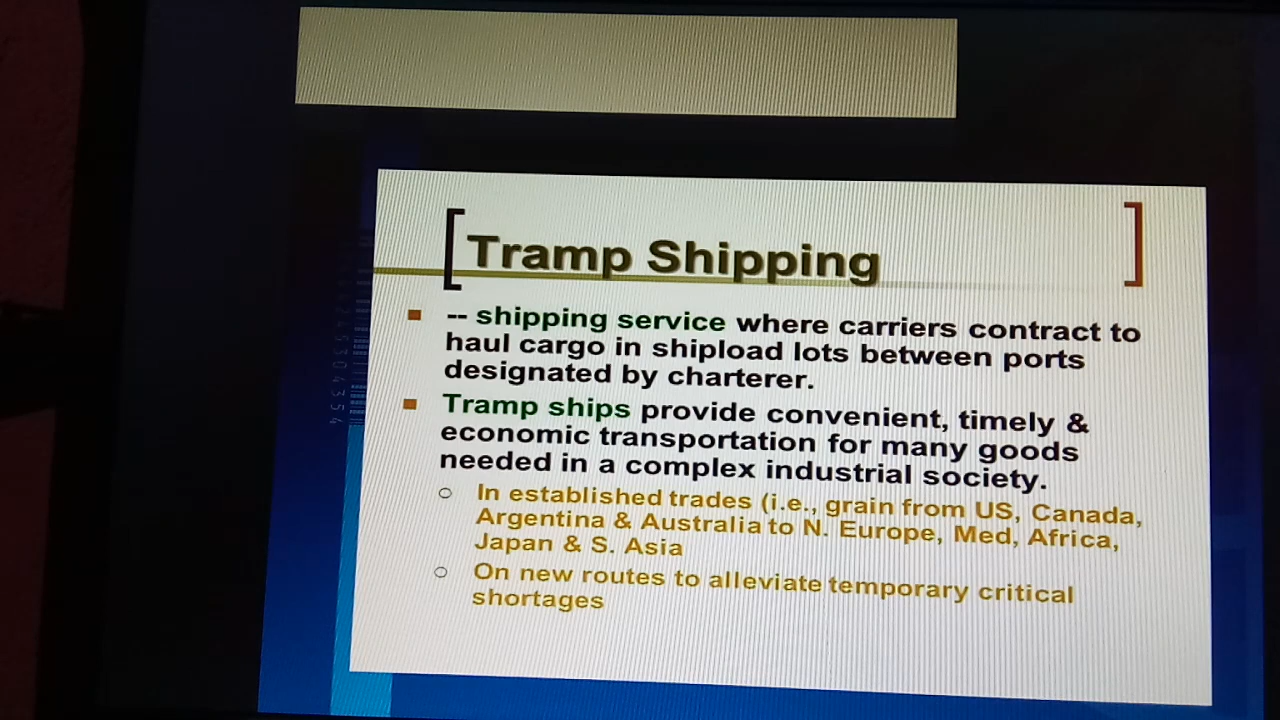 Tramp Shipping
-- shipping service where carriers contract to
haul cargo in shipload lots between ports
designated by charterer.
Tramp ships provide convenient, timely &
economic transportation for many goods
needed in a complex industrial society.
In established trades (i.e., grain from US, Canada,
Argentina & Australia to N. Europe, Med, Africa,
Japan & S. Asia
On new routes to alleviate temporary critical
shortages